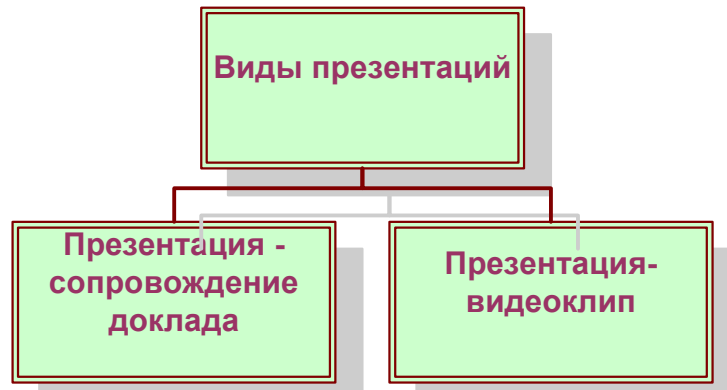 Виды презентаций
Презентация -
сопровождение
доклада
Презентация-
видеоклип